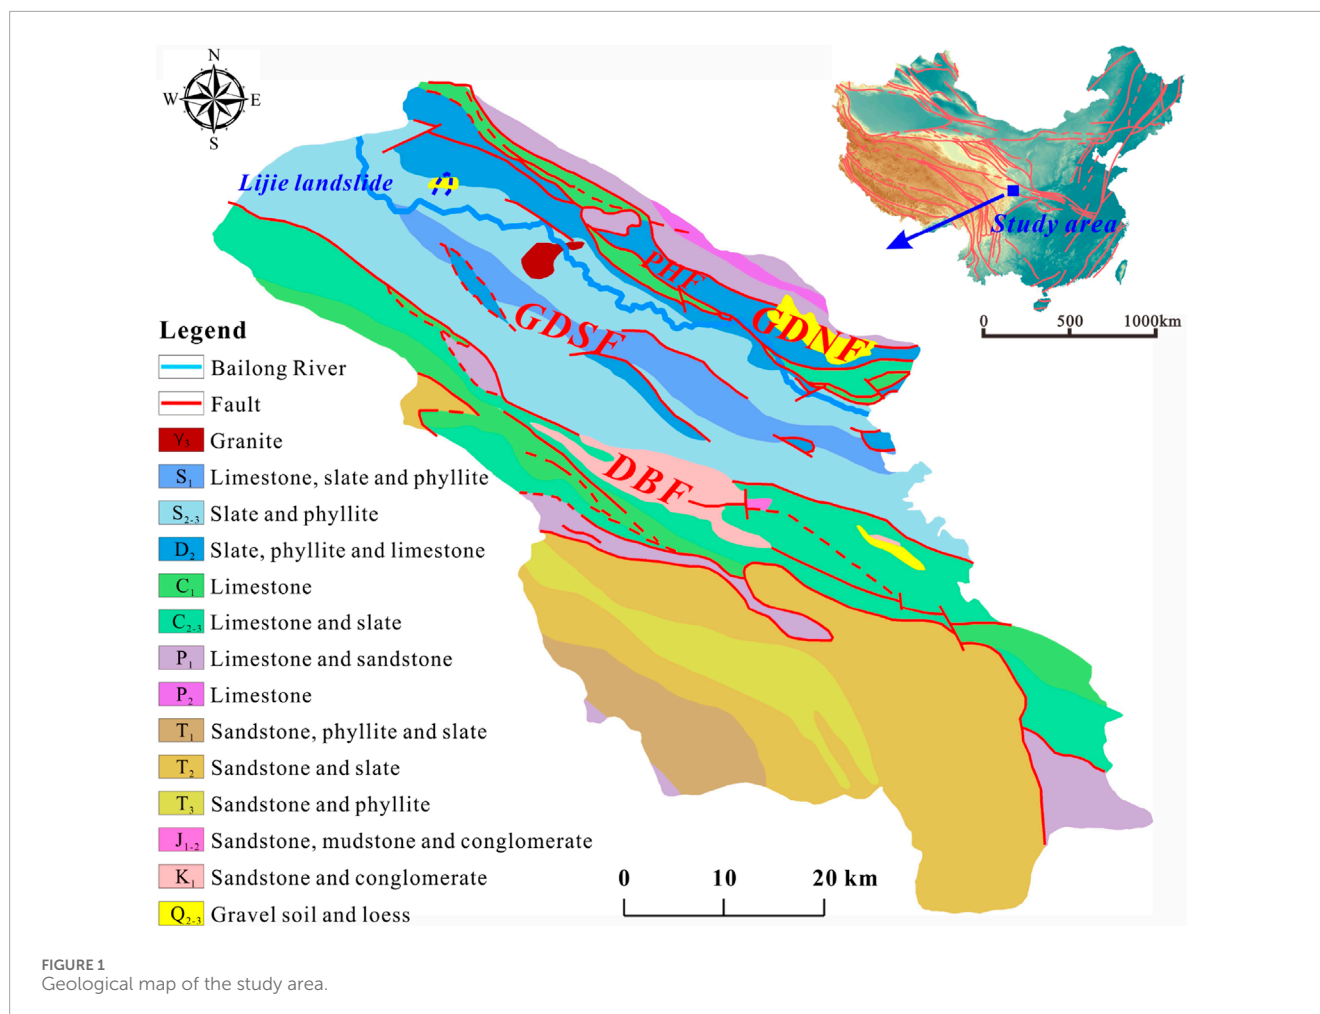 N
W E
S
Lijie landslide
Study area
PHF
GDNF
GDSF
DBF
0 500 1000km
Legend
Bailong River
Fault
γ₃ Granite
S₁ Limestone, slate and phyllite
S₂₋₃ Slate and phyllite
D₂ Slate, phyllite and limestone
C₁ Limestone
C₂₋₃ Limestone and slate
P₁ Limestone and sandstone
P₂ Limestone
T₁ Sandstone, phyllite and slate
T₂ Sandstone and slate
T₃ Sandstone and phyllite
J₁₋₂ Sandstone, mudstone and conglomerate
K₁ Sandstone and conglomerate
Q₂₋₃ Gravel soil and loess
0 10 20 km
FIGURE 1
Geological map of the study area.